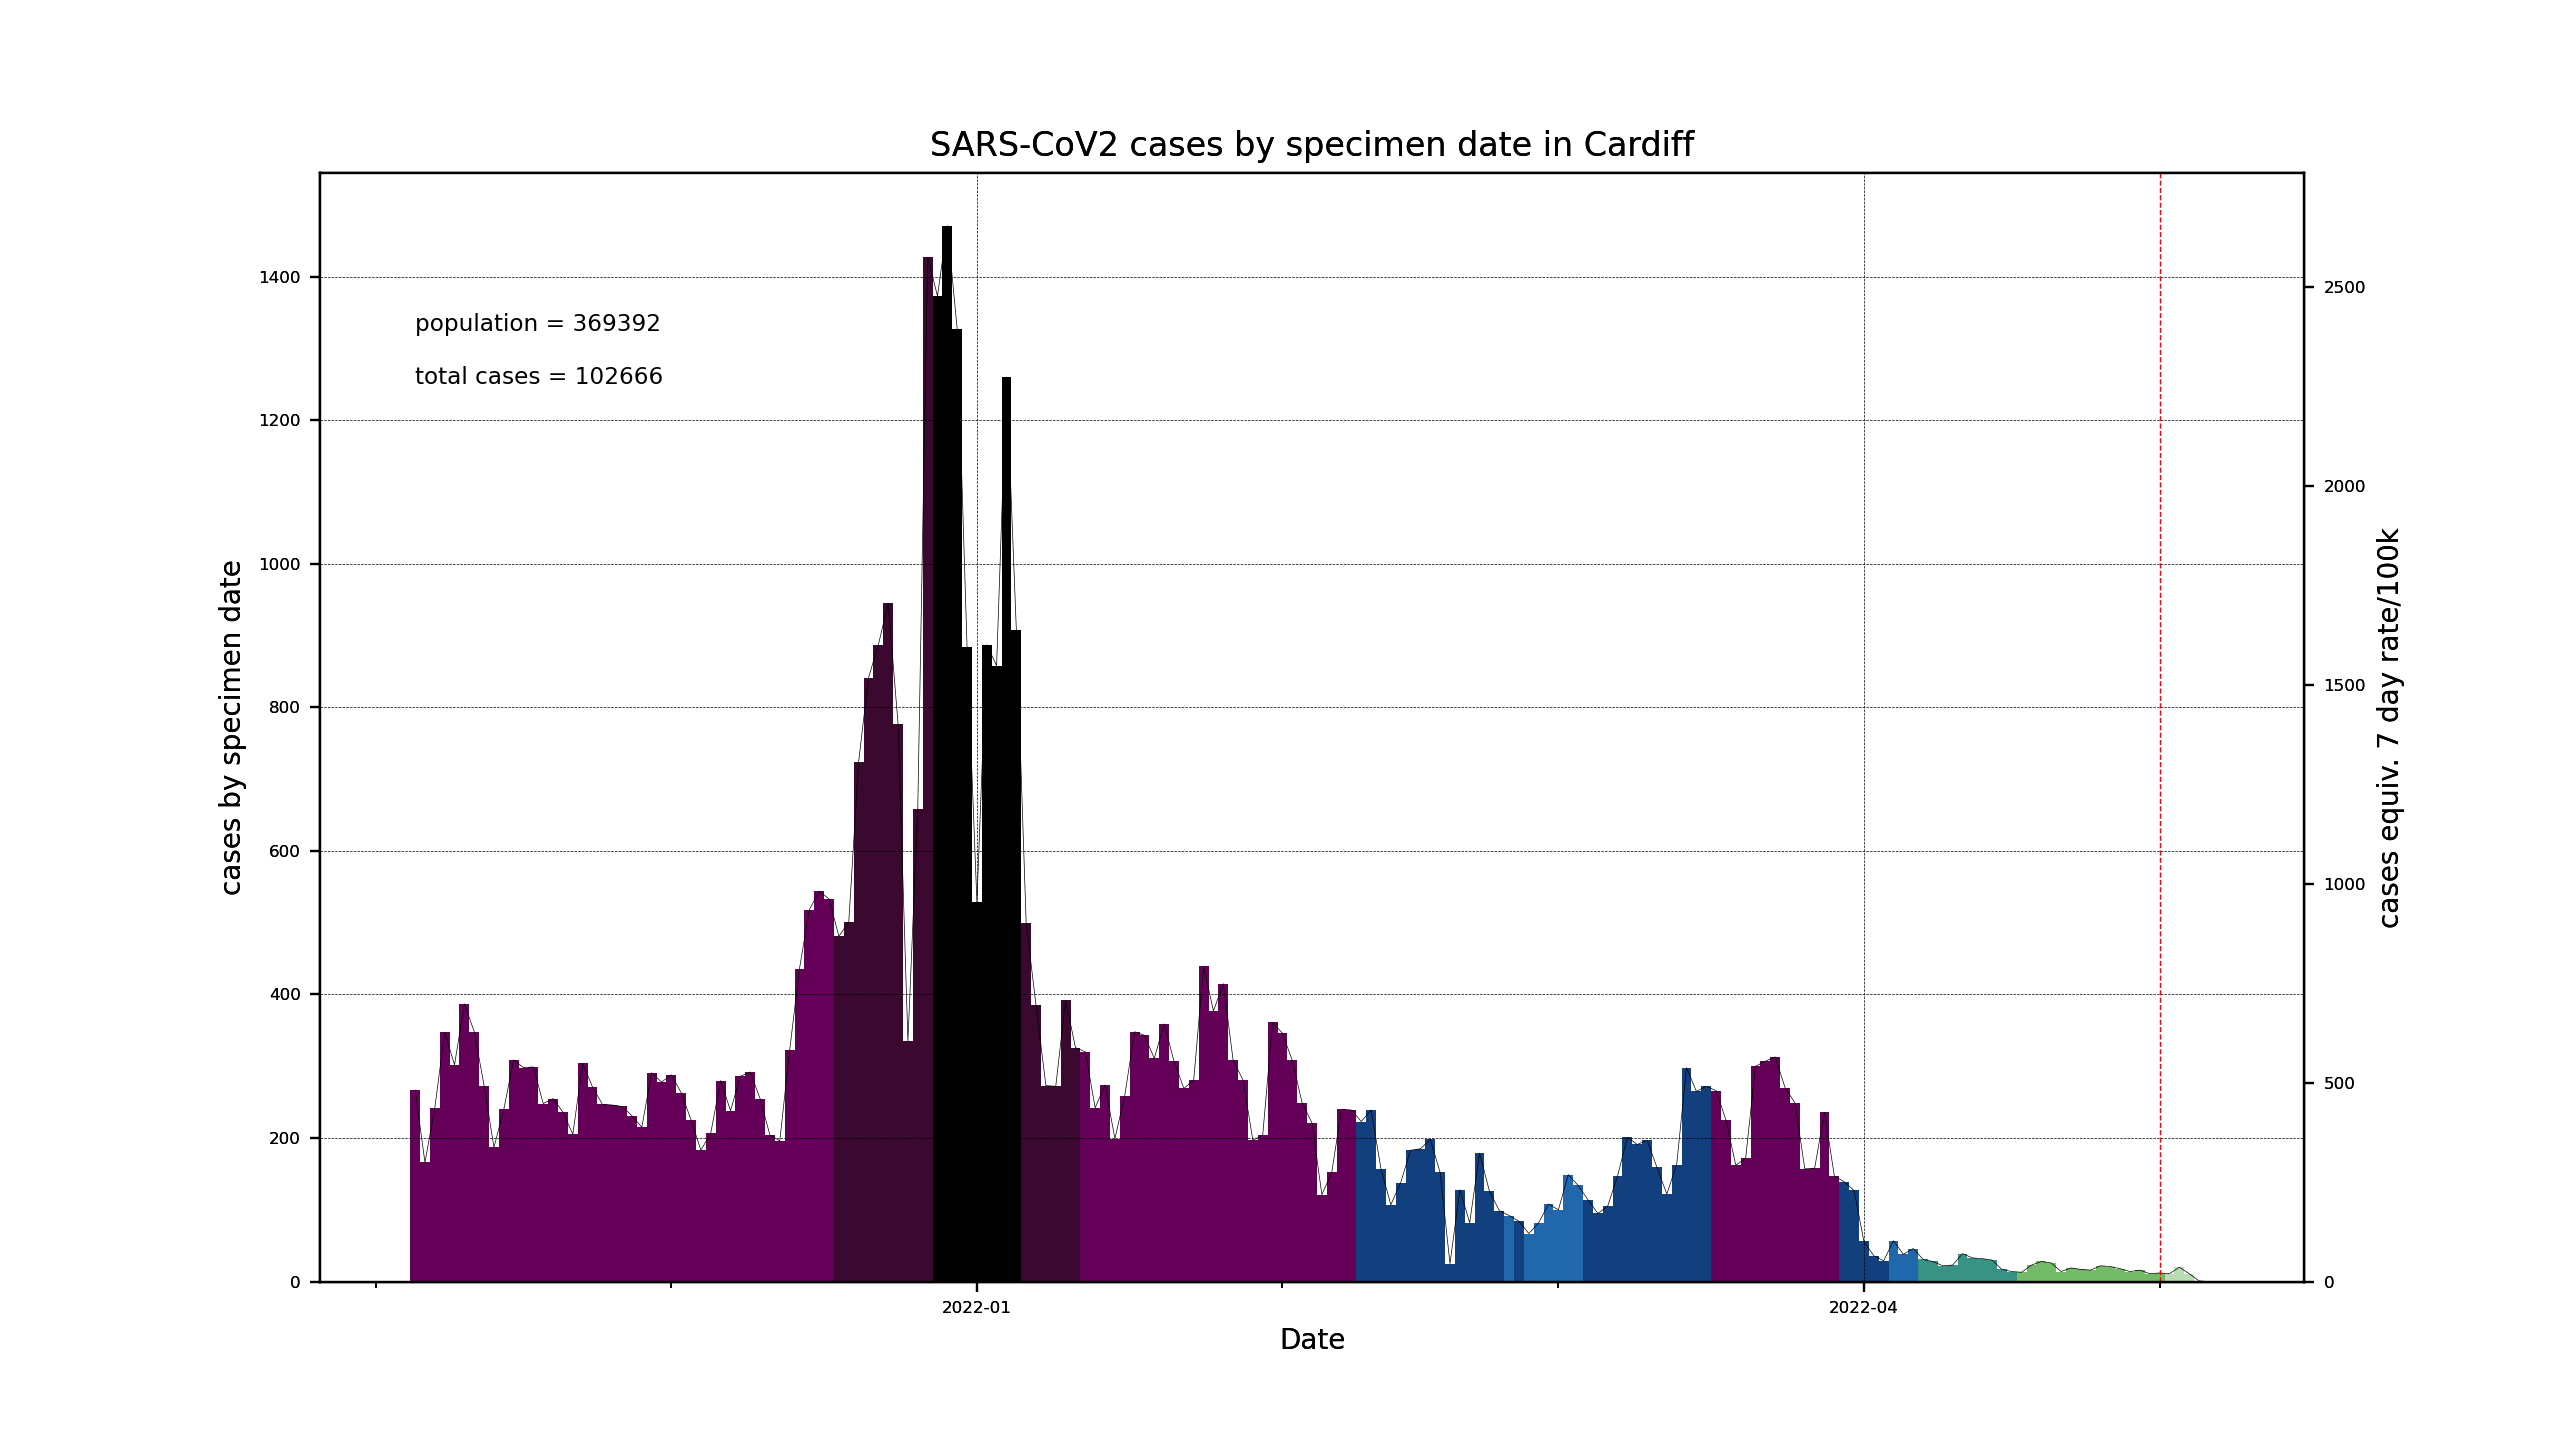 SARS-CoV2 cases by specimen date in Cardiff
population = 369392
total cases = 102666
cases by specimen date
1400
1200
1000
800
600
400
200
0
2500
2000
1500
1000
500
0
cases equiv. 7 day rate/100k
2022-01
2022-04
Date